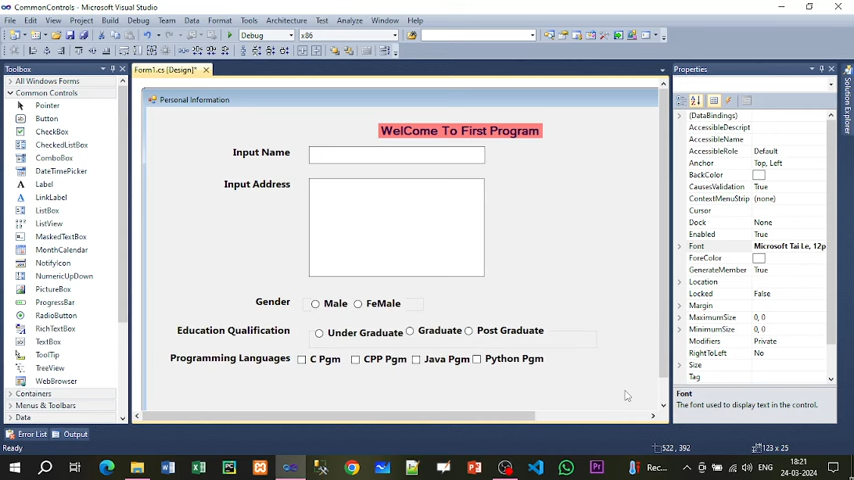 CommonControls - Microsoft Visual Studio
File Edit View Project Build Debug Team Data Format Tools Architecture Test Analyze Window Help
Debug x86
Toolbox
Form1.cs [Design]*
Properties
All Windows Forms
Common Controls
Pointer
Button
CheckBox
CheckedListBox
ComboBox
DateTimePicker
Label
LinkLabel
ListBox
ListView
MaskedTextBox
MonthCalendar
NotifyIcon
NumericUpDown
PictureBox
ProgressBar
RadioButton
RichTextBox
TextBox
ToolTip
TreeView
WebBrowser
Containers
Menus & Toolbars
Data
Personal Information
WelCome To First Program
Input Name
Input Address
Gender Male FeMale
Education Qualification Under Graduate Graduate Post Graduate
Programming Languages C Pgm CPP Pgm Java Pgm Python Pgm
(DataBindings)
AccessibleDescript
AccessibleName
AccessibleRole Default
Anchor Top, Left
BackColor
CausesValidation True
ContextMenuStrip (none)
Cursor
Dock None
Enabled True
Font Microsoft Tai Le, 12p
ForeColor
GenerateMember True
Location
Locked False
Margin
MaximumSize 0, 0
MinimumSize 0, 0
Modifiers Private
RightToLeft No
Size
Tag
Font
The font used to display text in the control.
Solution Explorer
Error List Output
Ready 522 , 392 123 x 25
Rec... ENG 18:21
24-03-2024